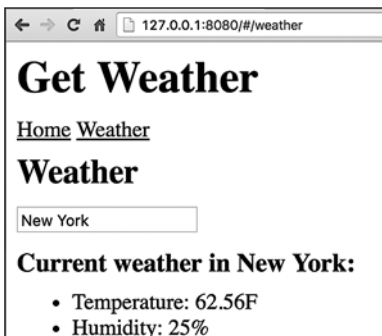 127.0.0.1:8080/#/weather
Get Weather
Home Weather
Weather
New York
Current weather in New York:
• Temperature: 62.56F
• Humidity: 25%